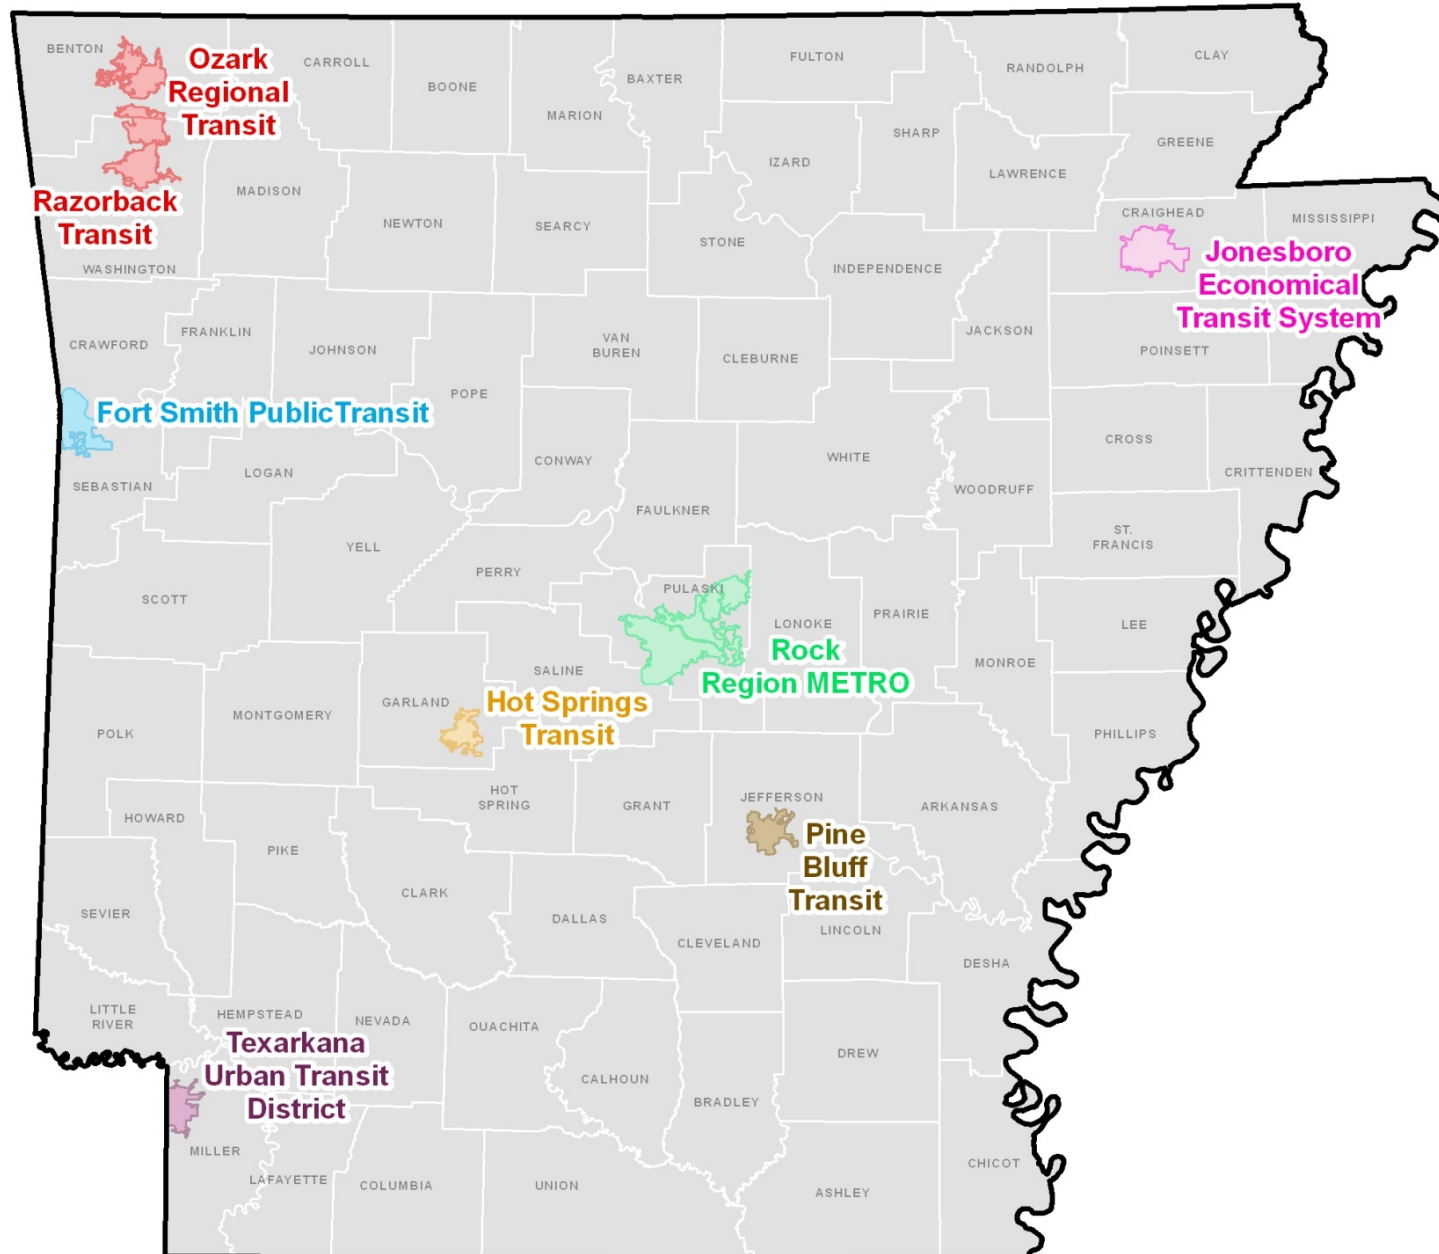 BENTON
Ozark
Regional
Transit
CARROLL
BOONE
MARION
BAXTER
FULTON
RANDOLPH
CLAY
SHARP
GREENE
IZARD
LAWRENCE
Razorback
Transit
MADISON
NEWTON
SEARCY
STONE
CRAIGHEAD
MISSISSIPPI
WASHINGTON
INDEPENDENCE
Jonesboro
Economical
Transit System
CRAWFORD
FRANKLIN
JOHNSON
VAN
BUREN
CLEBURNE
JACKSON
POINSETT
POPE
Fort Smith PublicTransit
CROSS
SEBASTIAN
LOGAN
CONWAY
WHITE
WOODRUFF
CRITTENDEN
FAULKNER
ST.
FRANCIS
YELL
PERRY
PULASKI
SCOTT
LONOKE
PRAIRIE
LEE
Rock
Region METRO
MONROE
SALINE
GARLAND
Hot Springs
Transit
MONTGOMERY
POLK
PHILLIPS
HOT
SPRING
GRANT
JEFFERSON
ARKANSAS
HOWARD
Pine
Bluff
Transit
PIKE
CLARK
SEVIER
DALLAS
CLEVELAND
LINCOLN
DESHA
LITTLE
RIVER
HEMPSTEAD
NEVADA
OUACHITA
Texarkana
Urban Transit
District
DREW
CALHOUN
BRADLEY
MILLER
LAFAYETTE
COLUMBIA
UNION
ASHLEY
CHICOT